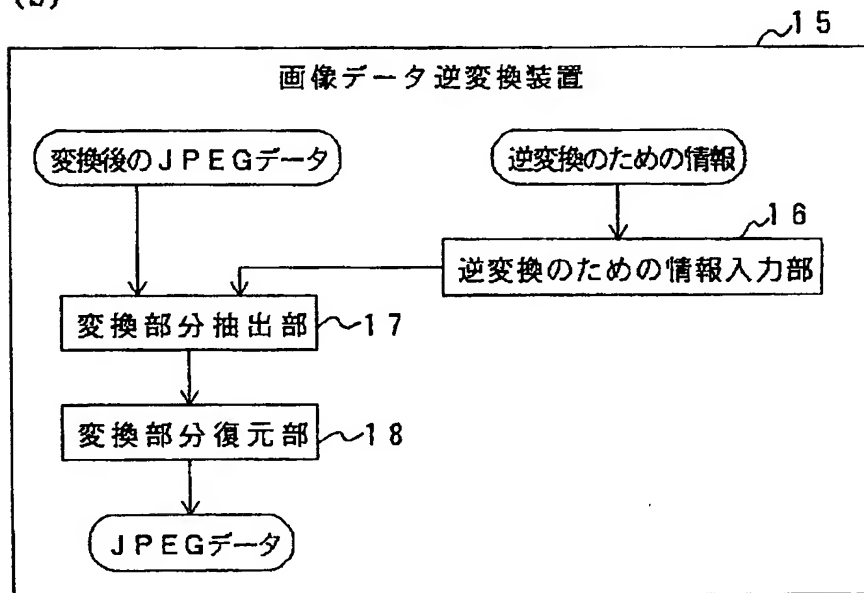 (b)
15
画像データ逆変換装置
変換後のJPEGデータ
逆変換のための情報
16
逆変換のための情報入力部
変換部分抽出部
17
変換部分復元部
18
JPEGデータ